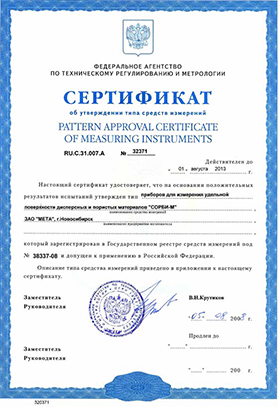 ФЕДЕРАЛЬНОЕ АГЕНТСТВО
ПО ТЕХНИЧЕСКОМУ РЕГУЛИРОВАНИЮ И МЕТРОЛОГИИ
СЕРТИФИКАТ
об утверждении типа средств измерений
PATTERN APPROVAL CERTIFICATE
OF MEASURING INSTRUMENTS
RU.C.31.007.A № 32371
Действителен до
« 01 » августа 2013 г.
Настоящий сертификат удостоверяет, что на основании положительных
результатов испытаний утвержден тип приборов для измерения удельной
поверхности дисперсных и пористых материалов "СОРБИ-М"
наименование средства измерений
ЗАО "МЕТА", г.Новосибирск
наименование предприятия-изготовителя
который зарегистрирован в Государственном реестре средств измерений под
№ 38337-08 и допущен к применению в Российской Федерации.
Описание типа средства измерений приведено в приложении к настоящему
сертификату.
Заместитель
Руководителя
В.Н.Крутиков
« 05 » 08 2008 г.
Продлен до
« » г.
Заместитель
Руководителя
« » 200 г.
320371